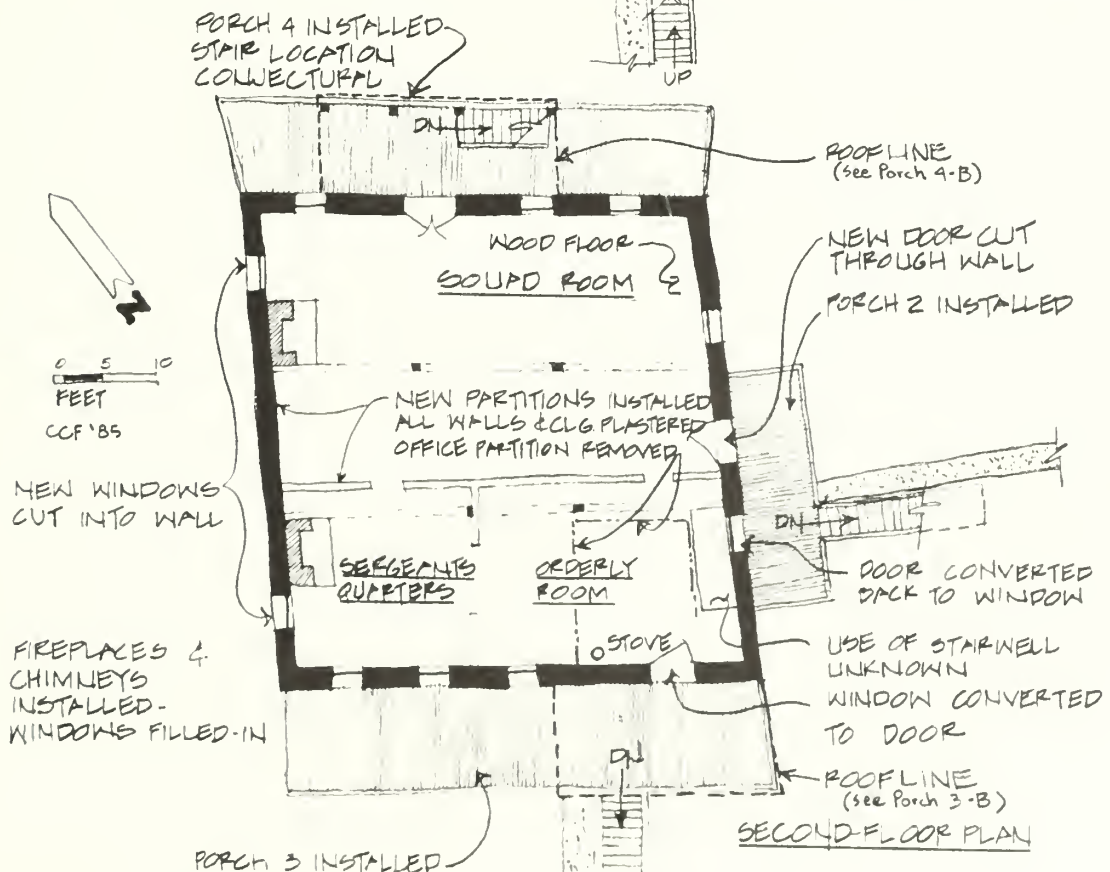 PORCH 4 INSTALLED
STAIR LOCATION
CONJECTURAL
UP
DN
ROOFLINE
(see Porch 4-B)
WOOD FLOOR
SQUAD ROOM
NEW DOOR CUT
THROUGH WALL
PORCH 2 INSTALLED
N
0 5 10
FEET
CCF '85
NEW PARTITIONS INSTALLED
ALL WALLS & CLG. PLASTERED
OFFICE PARTITION REMOVED
NEW WINDOWS
CUT INTO WALL
DN
SERGEANTS
QUARTERS
ORDERLY
ROOM
DOOR CONVERTED
BACK TO WINDOW
STOVE
USE OF STAIRWELL
UNKNOWN
FIREPLACES &
CHIMNEYS
INSTALLED-
WINDOWS FILLED-IN
WINDOW CONVERTED
TO DOOR
DN
ROOFLINE
(see Porch 3-B)
SECOND-FLOOR PLAN
PORCH 3 INSTALLED